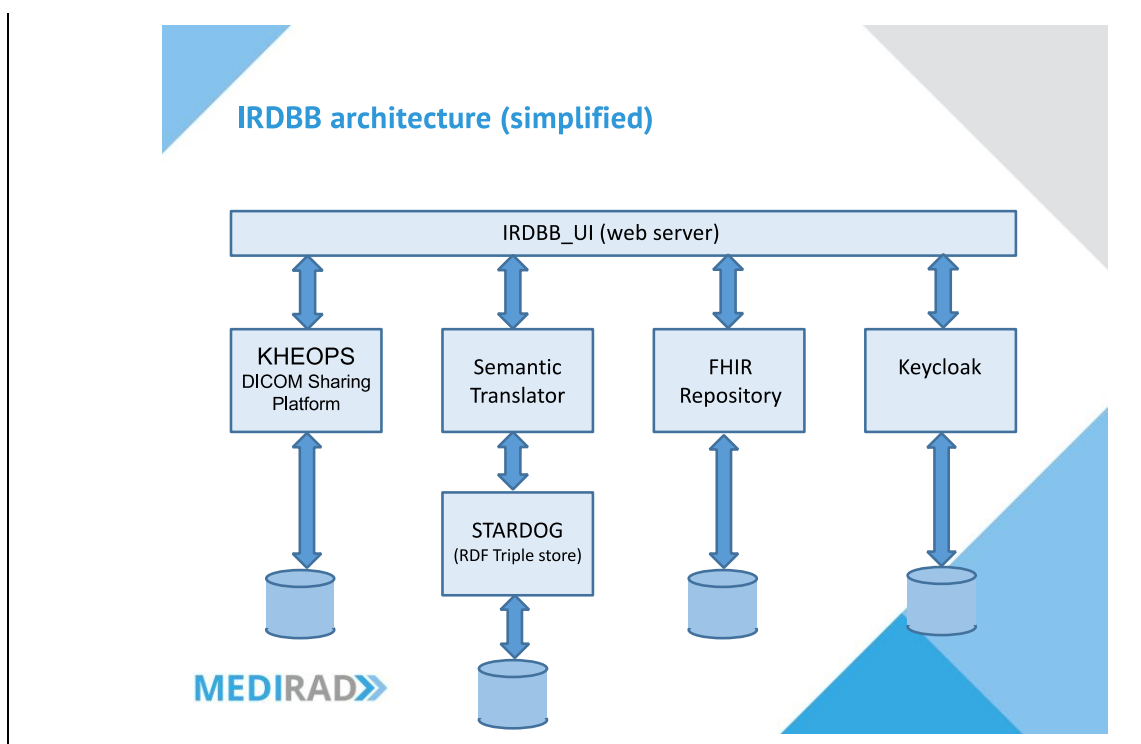 IRDBB architecture (simplified)
IRDBB_UI (web server)
KHEOPS
DICOM Sharing
Platform
Semantic
Translator
FHIR
Repository
Keycloak
STARDOG
(RDF Triple store)
MEDIRAD